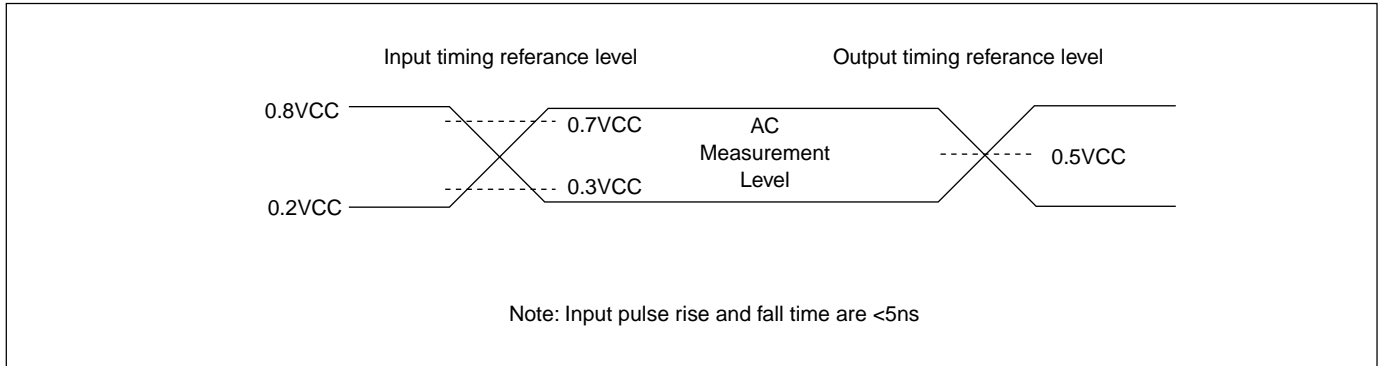 Input timing referance level
Output timing referance level
0.8VCC
0.7VCC
AC
Measurement
Level
0.5VCC
0.3VCC
0.2VCC
Note: Input pulse rise and fall time are <5ns